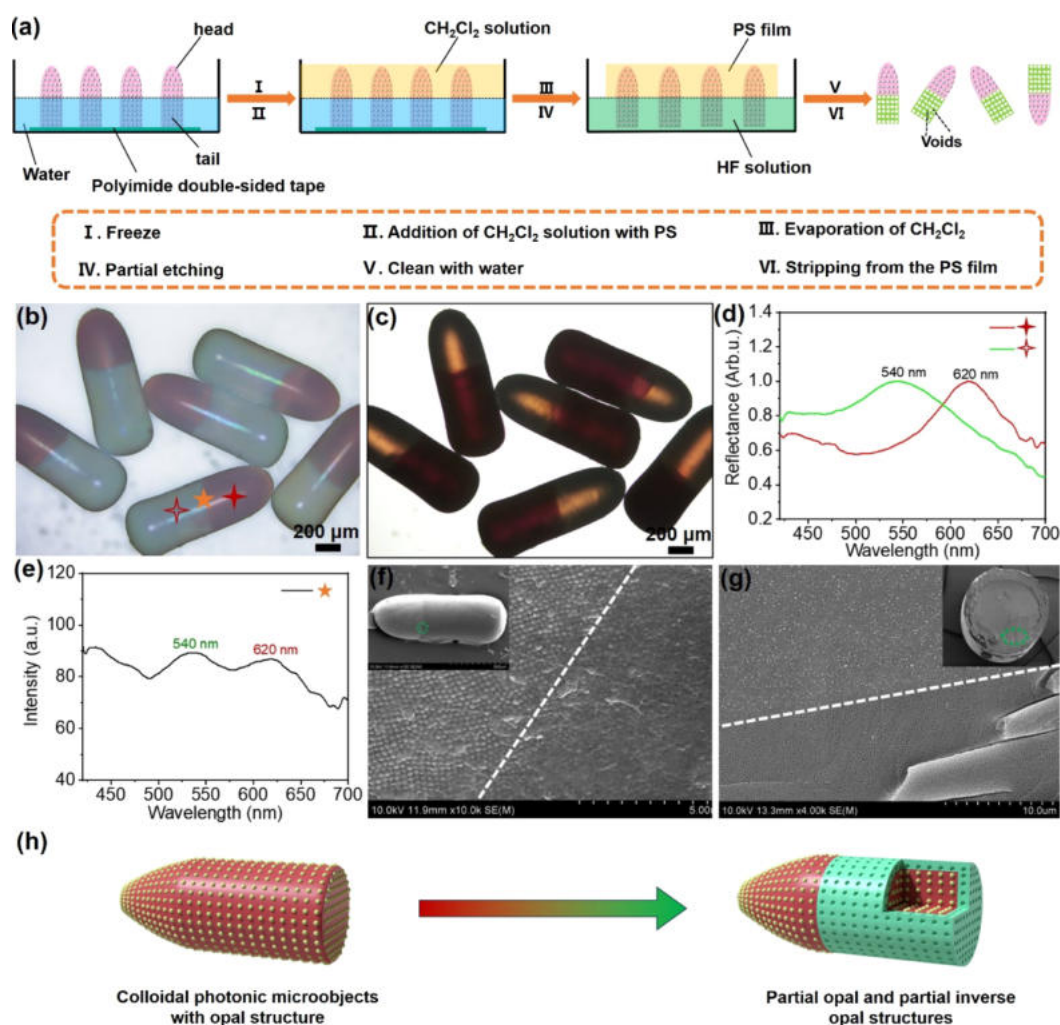 (a)
head
CH₂Cl₂ solution
PS film
I
II
III
IV
V
VI
Water
tail
Polyimide double-sided tape
HF solution
Voids
I. Freeze
II. Addition of CH₂Cl₂ solution with PS
III. Evaporation of CH₂Cl₂
IV. Partial etching
V. Clean with water
VI. Stripping from the PS film
(b)
200 μm
(c)
200 μm
(d)
Reflectance (Arb.u.)
1.4
1.2
1.0
0.8
0.6
0.4
0.2
540 nm
620 nm
450 500 550 600 650 700
Wavelength (nm)
(e)
Intensity (a.u.)
120
100
80
60
40
540 nm
620 nm
450 500 550 600 650 700
Wavelength (nm)
(f)
10.0kV 11.9mm x10.0k SE(M)
5.00u
(g)
10.0kV 13.3mm x4.00k SE(M)
10.0um
(h)
Colloidal photonic microobjects
with opal structure
Partial opal and partial inverse
opal structures